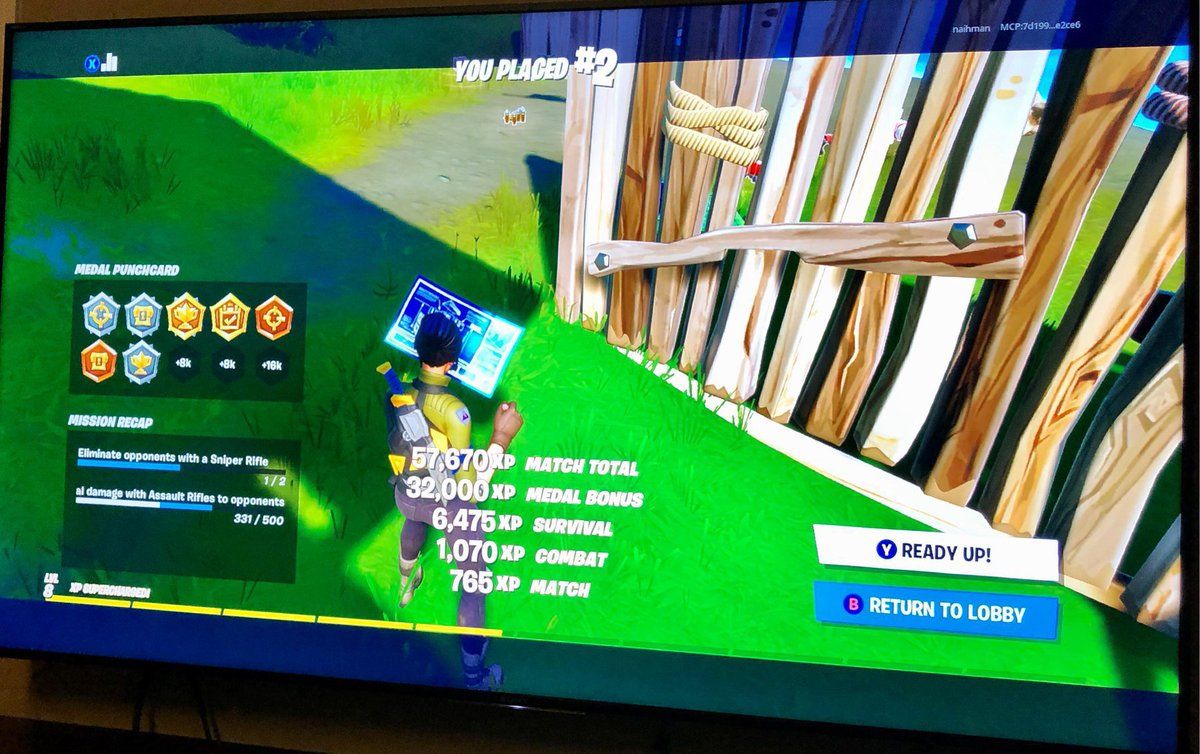 naihman MCP:7d199...e2ce6
X
YOU PLACED #2
MEDAL PUNCHCARD
+8k +8k +16k
MISSION RECAP
Eliminate opponents with a Sniper Rifle
1 / 2
al damage with Assault Rifles to opponents
331 / 500
57,670 XP MATCH TOTAL
32,000 XP MEDAL BONUS
6,475 XP SURVIVAL
1,070 XP COMBAT
765 XP MATCH
Y READY UP!
B RETURN TO LOBBY
LVL
8 XP SUPERCHARGED!